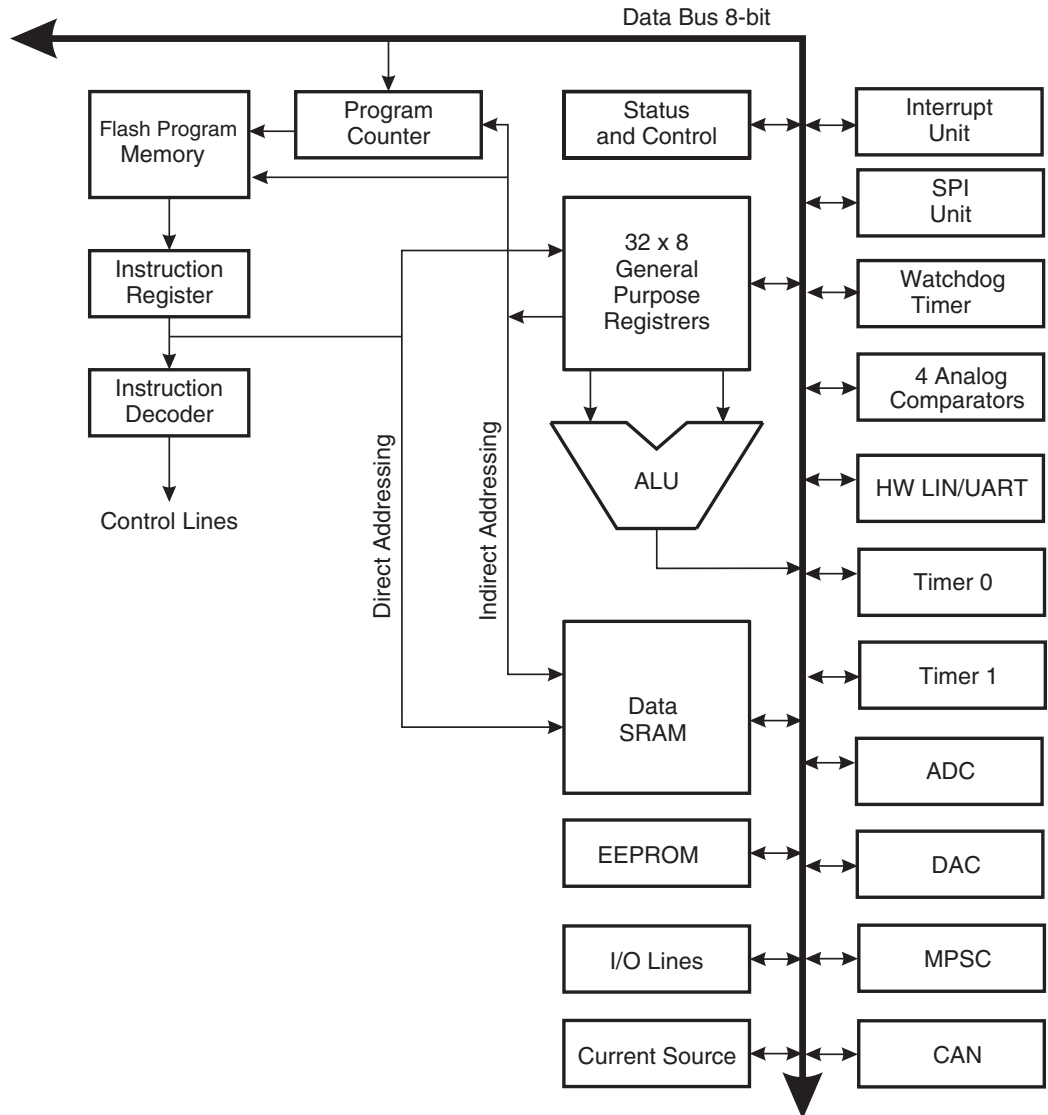 Data Bus 8-bit
Flash Program
Memory
Program
Counter
Status
and Control
Interrupt
Unit
SPI
Unit
Instruction
Register
32 x 8
General
Purpose
Registrers
Watchdog
Timer
Instruction
Decoder
4 Analog
Comparators
Control Lines
Direct Addressing
Indirect Addressing
ALU
HW LIN/UART
Timer 0
Timer 1
Data
SRAM
ADC
EEPROM
DAC
I/O Lines
MPSC
Current Source
CAN